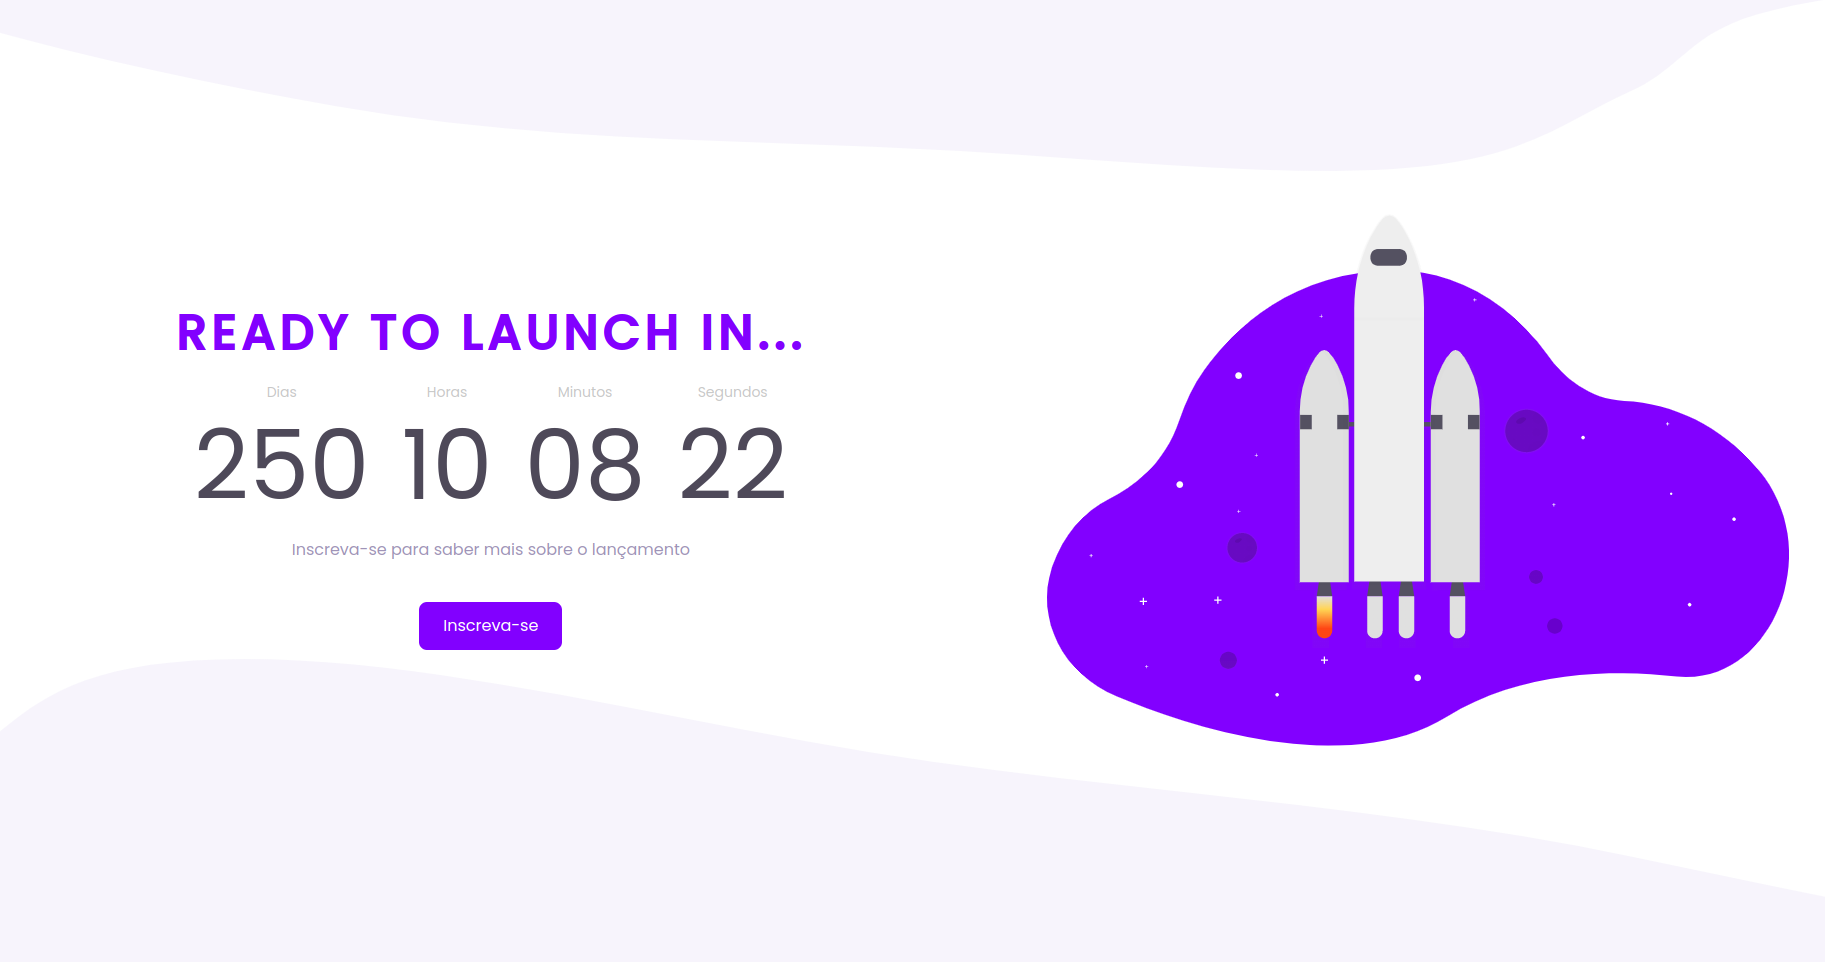 READY TO LAUNCH IN...
Dias Horas Minutos Segundos
250 10 08 22
Inscreva-se para saber mais sobre o lançamento
Inscreva-se